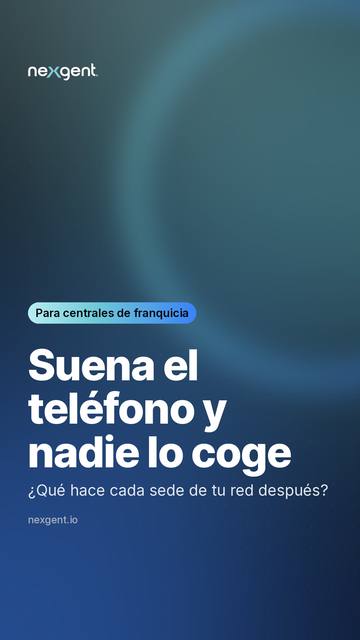 nexgent
Para centrales de franquicia
Suena el
teléfono y
nadie lo coge
¿Qué hace cada sede de tu red después?
nexgent.io